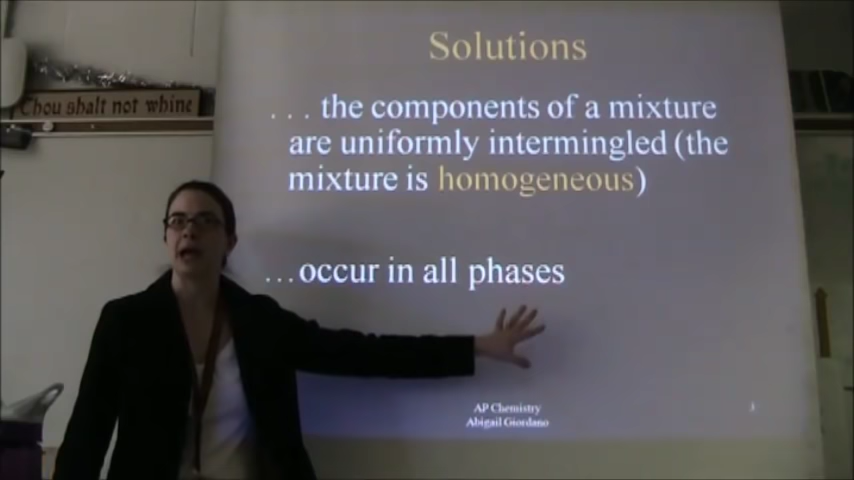 Solutions
Thou shalt not whine
. . . the components of a mixture
are uniformly intermingled (the
mixture is homogeneous)
...occur in all phases
AP Chemistry
Abigail Giordano
3